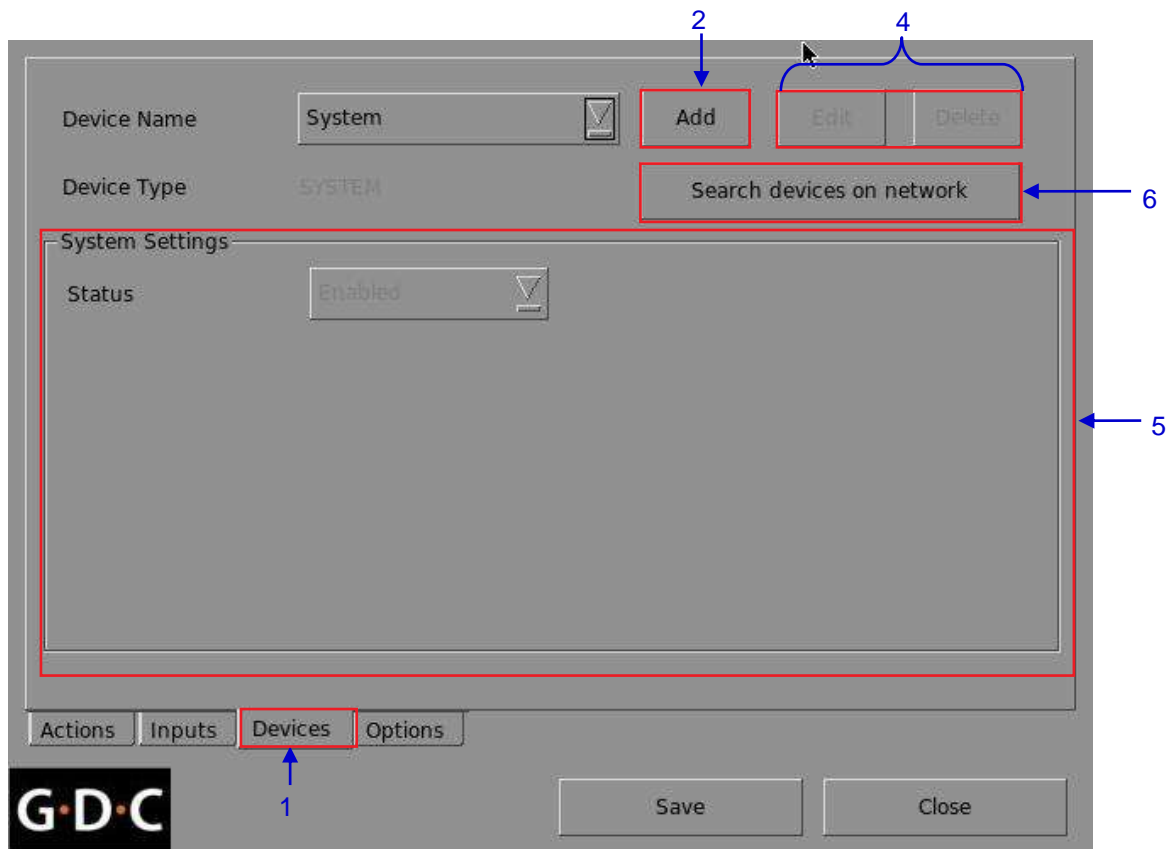 2 4
Device Name System Add Edit Delete
Device Type SYSTEM Search devices on network 6
System Settings
Status Enabled
5
Actions Inputs Devices Options
1
G·D·C Save Close